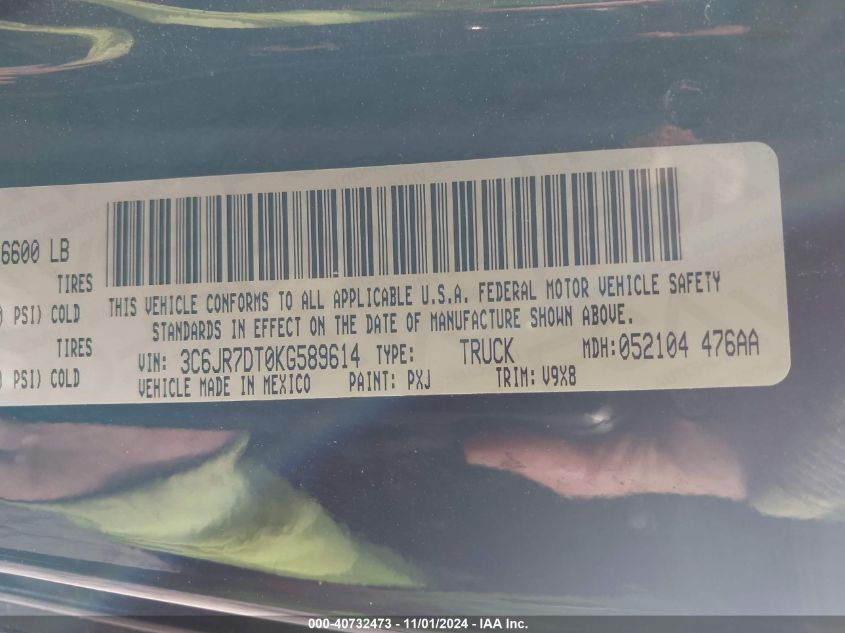 6600 LB
TIRES
PSI) COLD
THIS VEHICLE CONFORMS TO ALL APPLICABLE U.S.A. FEDERAL MOTOR VEHICLE SAFETY
STANDARDS IN EFFECT ON THE DATE OF MANUFACTURE SHOWN ABOVE.
TIRES
VIN: 3C6JR7DT0KG589614 TYPE: TRUCK MDH:052104 476AA
PSI) COLD
VEHICLE MADE IN MEXICO PAINT: PXJ TRIM: V9X8
000-40732473 - 11/01/2024 - IAA Inc.